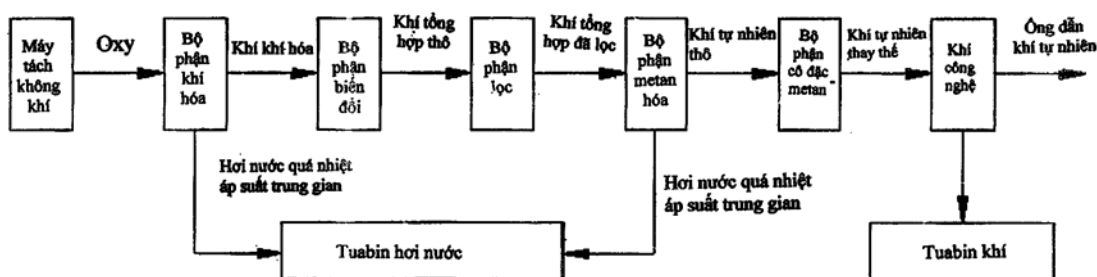 Máy
tách
không
khí
Oxy
Bộ
phận
khí
hóa
Khí khí hóa
Bộ
phận
biến
đổi
Khí tổng
hợp thô
Bộ
phận
lọc
Khí tổng
hợp đã lọc
Bộ
phận
metan
hóa
Khí tự nhiên
thô
Bộ
phận
cô đặc
metan
Khí tự nhiên
thay thế
Khí
công
nghệ
Ông dẫn
khí tự nhiên
Hơi nước quá nhiệt
áp suất trung gian
Hơi nước quá nhiệt
áp suất trung gian
Tuabin hơi nước
Tuabin khí